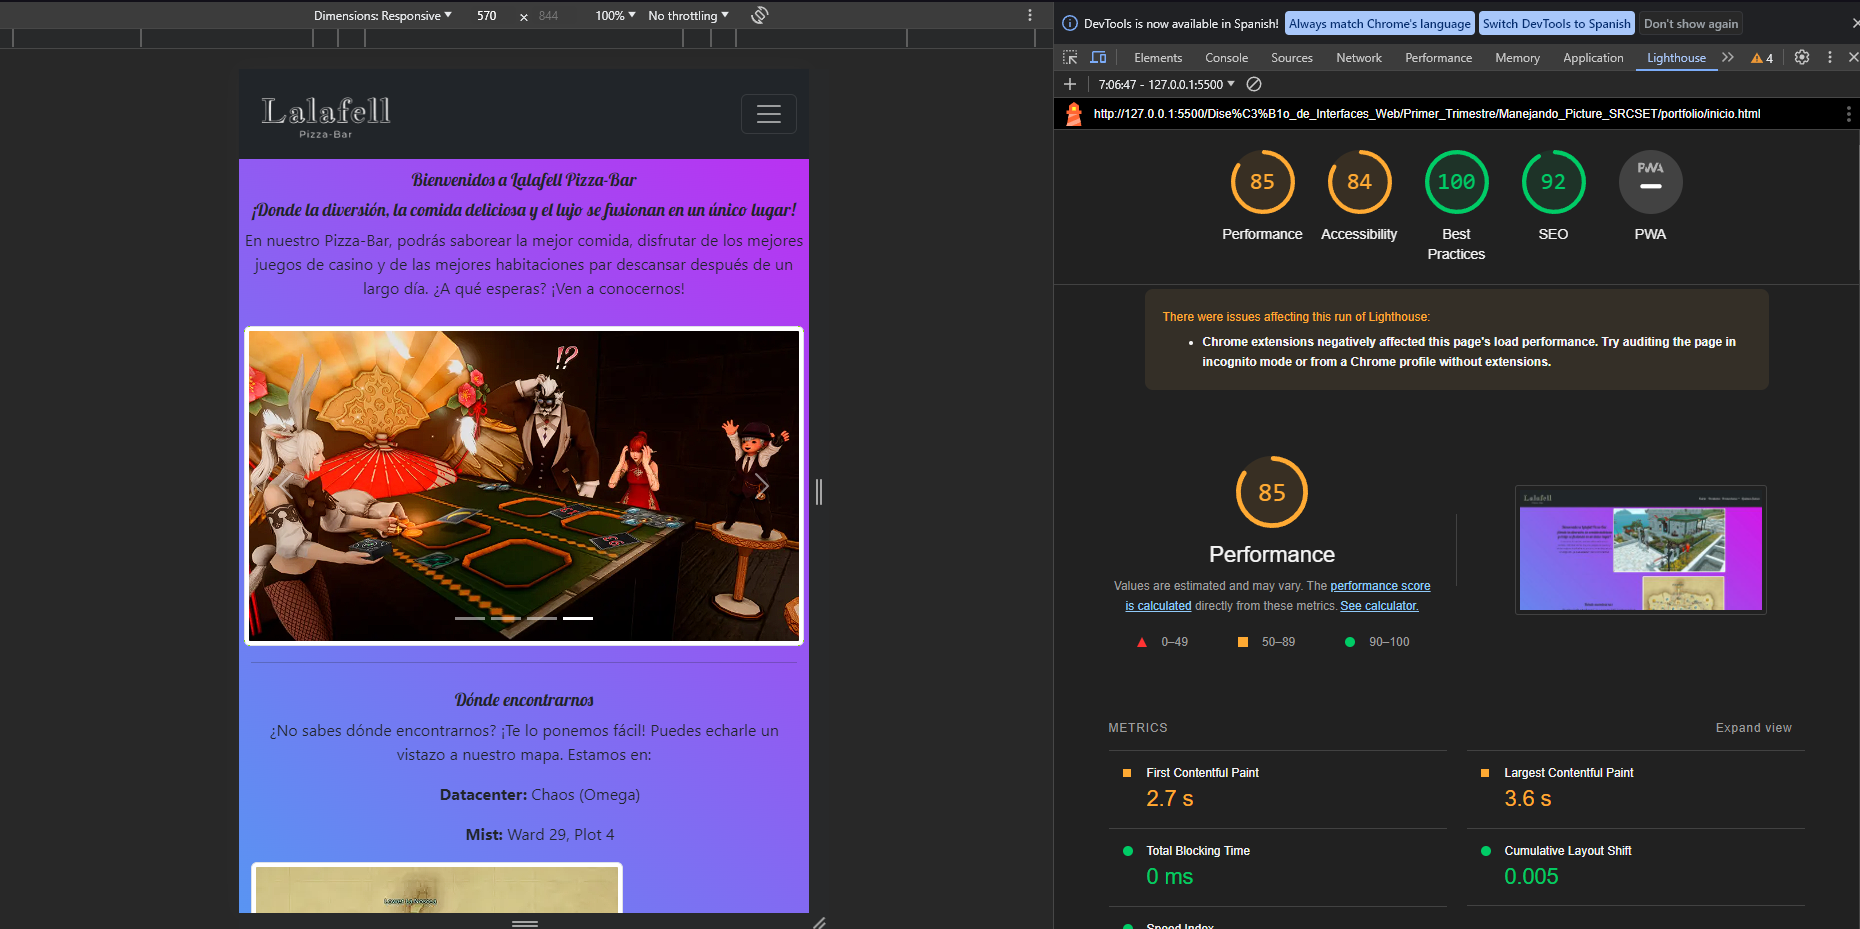 Dimensions: Responsive 570 × 844 100% No throttling
Lalafell
Pizza-Bar
Bienvenidos a Lalafell Pizza-Bar
¡Donde la diversión, la comida deliciosa y el lujo se fusionan en un único lugar!
En nuestro Pizza-Bar, podrás saborear la mejor comida, disfrutar de los mejores
juegos de casino y de las mejores habitaciones par descansar después de un
largo día. ¿A qué esperas? ¡Ven a conocernos!
!?
Dónde encontrarnos
¿No sabes dónde encontrarnos? ¡Te lo ponemos fácil! Puedes echarle un
vistazo a nuestro mapa. Estamos en:
Datacenter: Chaos (Omega)
Mist: Ward 29, Plot 4
Lower La Noscea
DevTools is now available in Spanish! Always match Chrome's language Switch DevTools to Spanish Don't show again
Elements Console Sources Network Performance Memory Application Lighthouse 4
7:06:47 - 127.0.0.1:5500
http://127.0.0.1:5500/Dise%C3%B1o_de_Interfaces_Web/Primer_Trimestre/Manejando_Picture_SRCSET/portfolio/inicio.html
85 84 100 92 PWA
Performance Accessibility Best Practices SEO PWA
There were issues affecting this run of Lighthouse:
Chrome extensions negatively affected this page's load performance. Try auditing the page in
incognito mode or from a Chrome profile without extensions.
85
Performance
Values are estimated and may vary. The performance score
is calculated directly from these metrics. See calculator.
0–49 50–89 90–100
Lalafell
METRICS Expand view
First Contentful Paint
2.7 s
Largest Contentful Paint
3.6 s
Total Blocking Time
0 ms
Cumulative Layout Shift
0.005
Speed Index